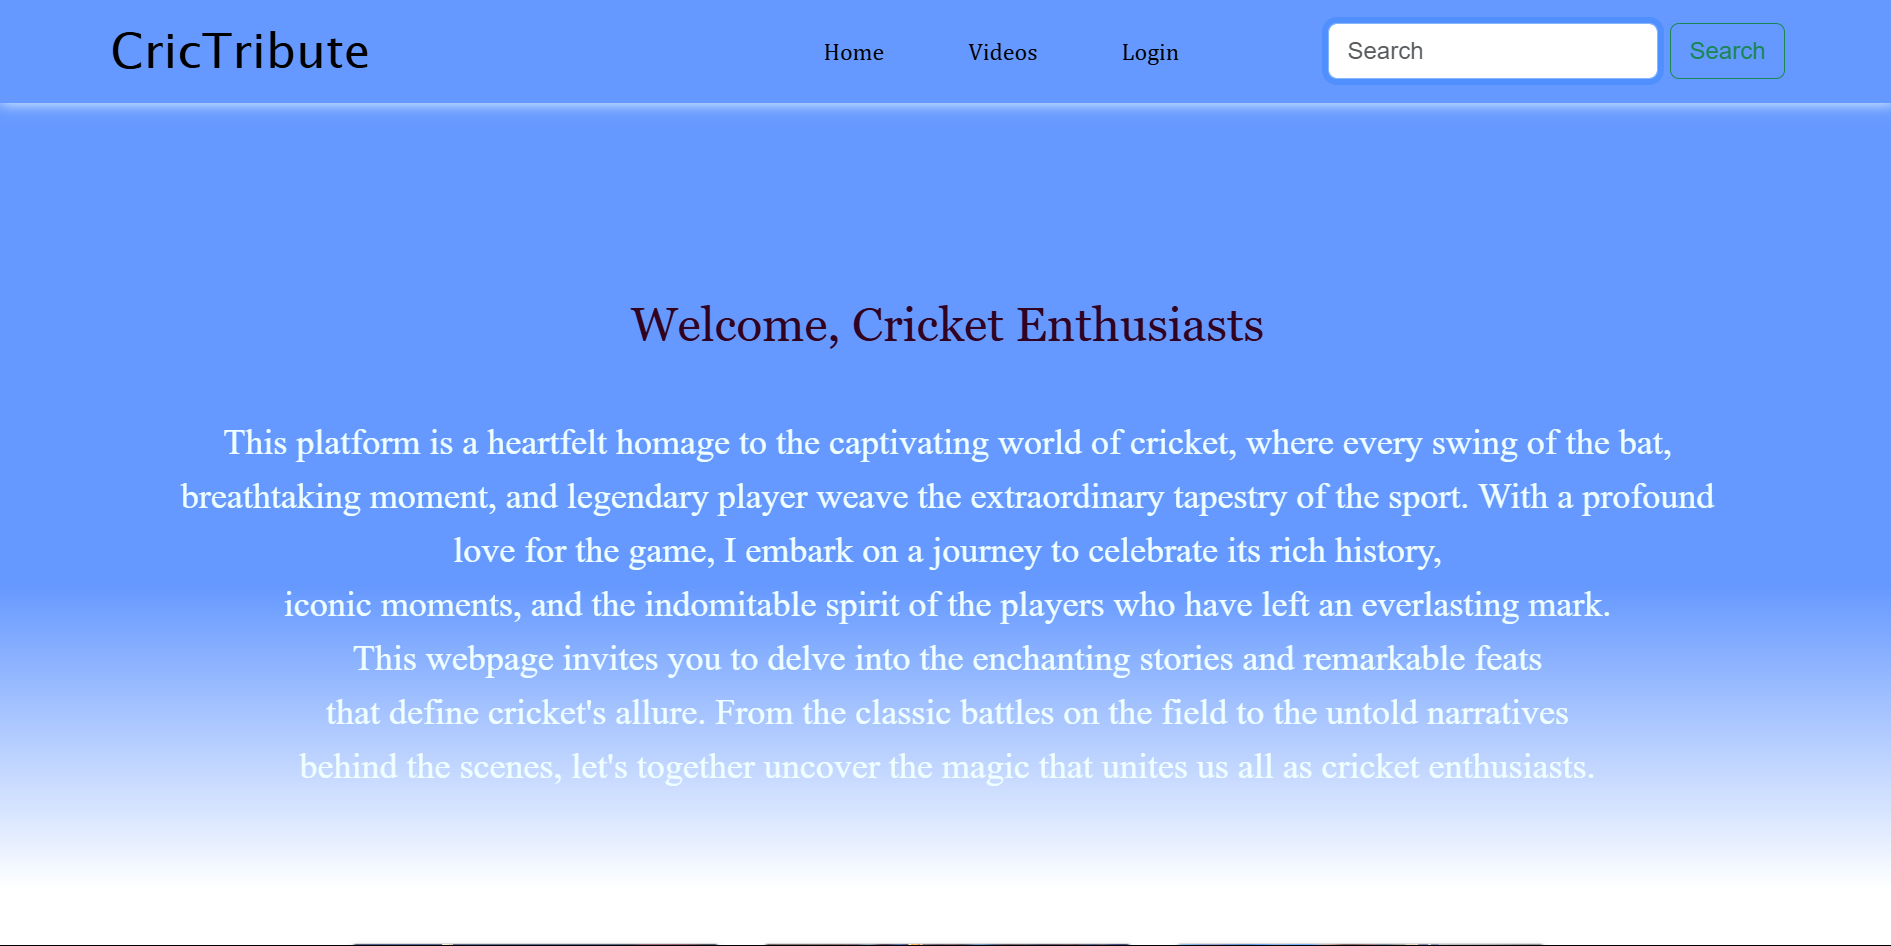 CricTribute
Home
Videos
Login
Search
Search
Welcome, Cricket Enthusiasts
This platform is a heartfelt homage to the captivating world of cricket, where every swing of the bat,
breathtaking moment, and legendary player weave the extraordinary tapestry of the sport. With a profound
love for the game, I embark on a journey to celebrate its rich history,
iconic moments, and the indomitable spirit of the players who have left an everlasting mark.
This webpage invites you to delve into the enchanting stories and remarkable feats
that define cricket's allure. From the classic battles on the field to the untold narratives
behind the scenes, let's together uncover the magic that unites us all as cricket enthusiasts.